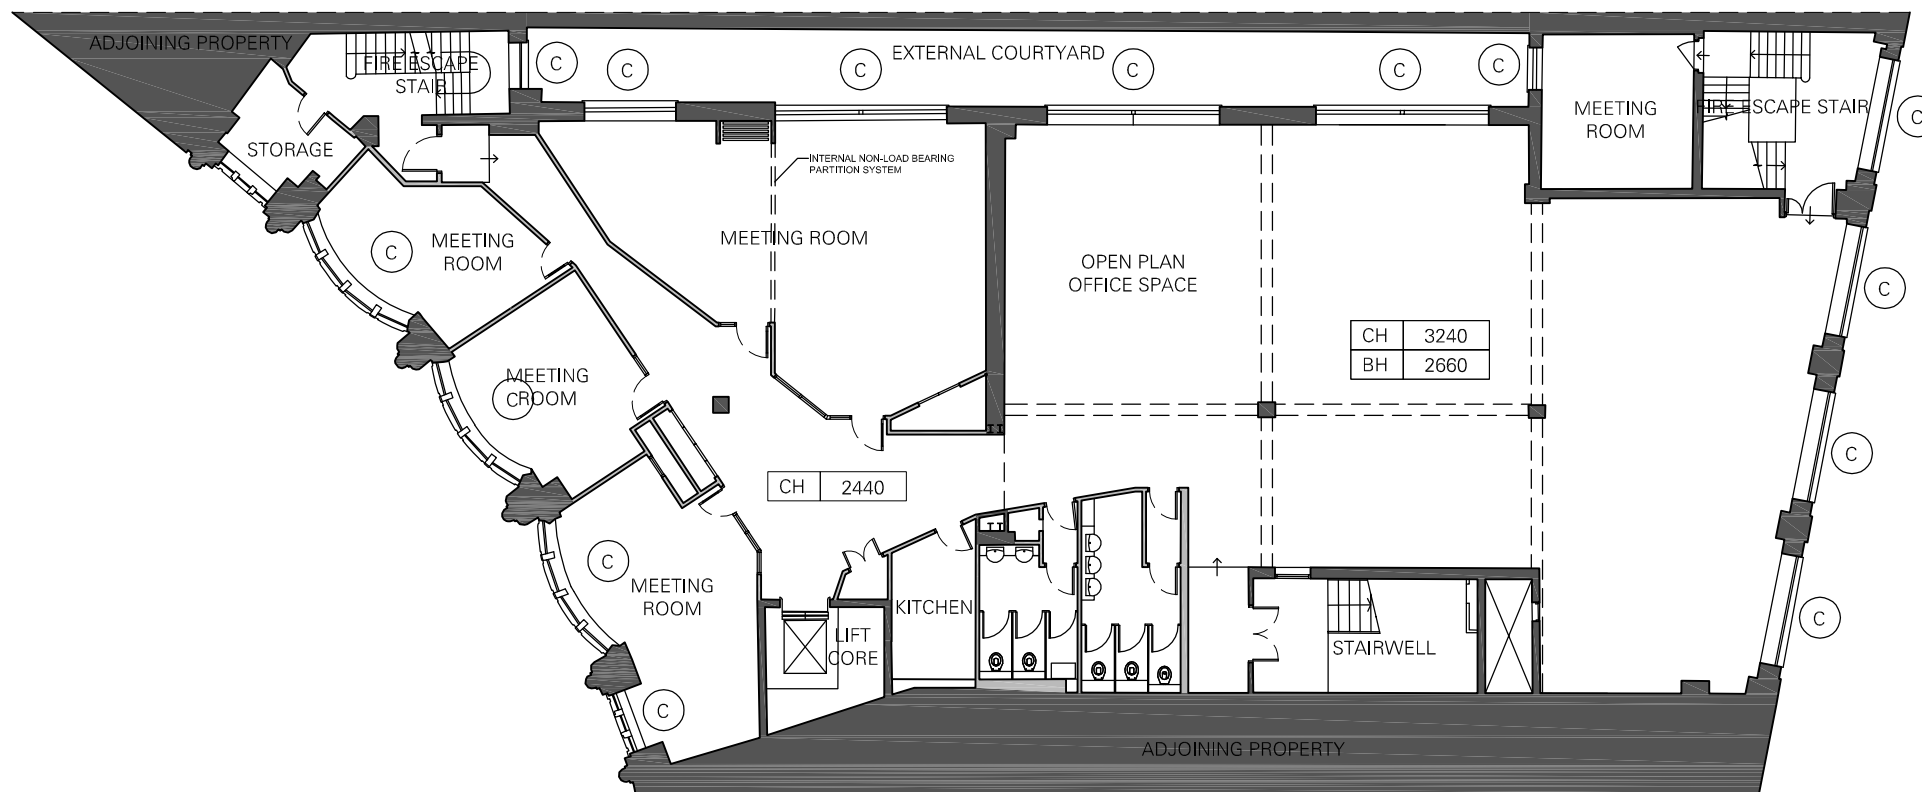 ADJOINING PROPERTY
FIRE ESCAPE
STAIR
C
C
C
EXTERNAL COURTYARD
C
C
C
MEETING
ROOM
FIRE ESCAPE STAIR
C
STORAGE
INTERNAL NON-LOAD BEARING
PARTITION SYSTEM
C
MEETING
ROOM
MEETING ROOM
OPEN PLAN
OFFICE SPACE
C
CH 3240
BH 2660
MEETING
ROOM
C
C
CH 2440
C
MEETING
ROOM
KITCHEN
LIFT
CORE
STAIRWELL
C
C
ADJOINING PROPERTY